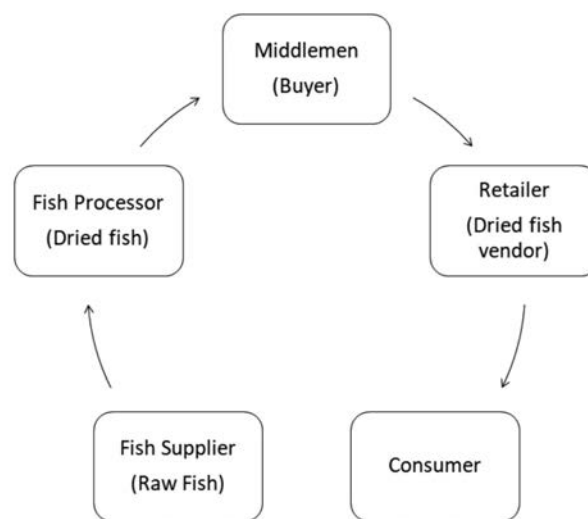 Middlemen
(Buyer)
Fish Processor
(Dried fish)
Retailer
(Dried fish
vendor)
Fish Supplier
(Raw Fish)
Consumer